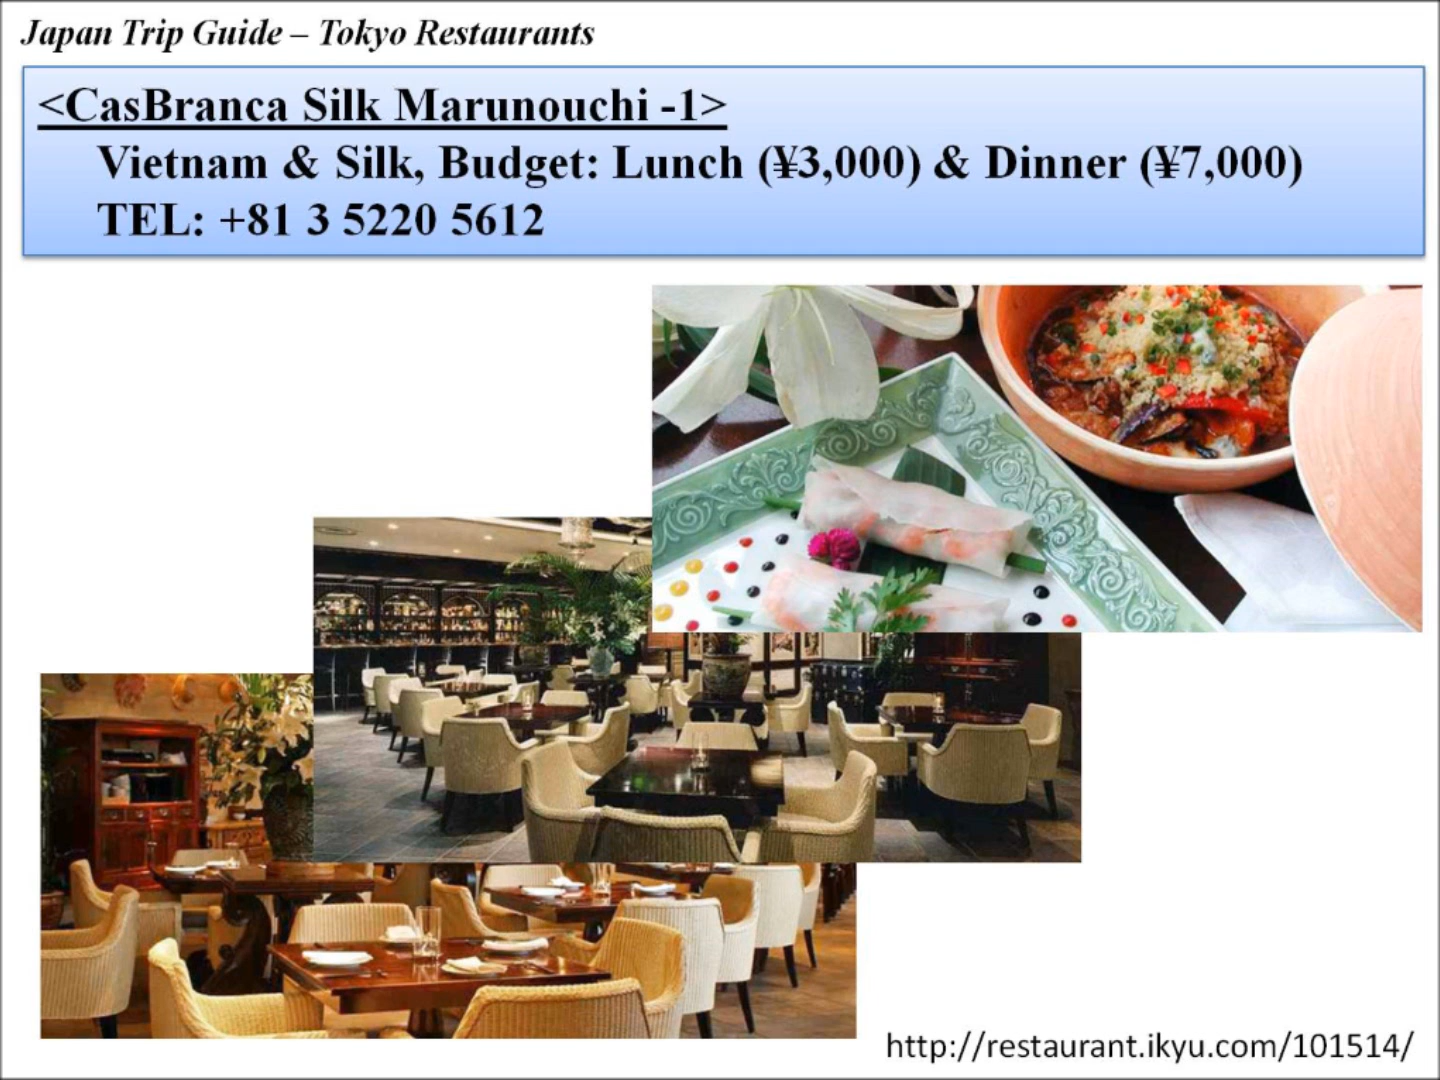 Japan Trip Guide – Tokyo Restaurants
<CasBranca Silk Marunouchi -1>
Vietnam & Silk, Budget: Lunch (¥3,000) & Dinner (¥7,000)
TEL: +81 3 5220 5612
http://restaurant.ikyu.com/101514/